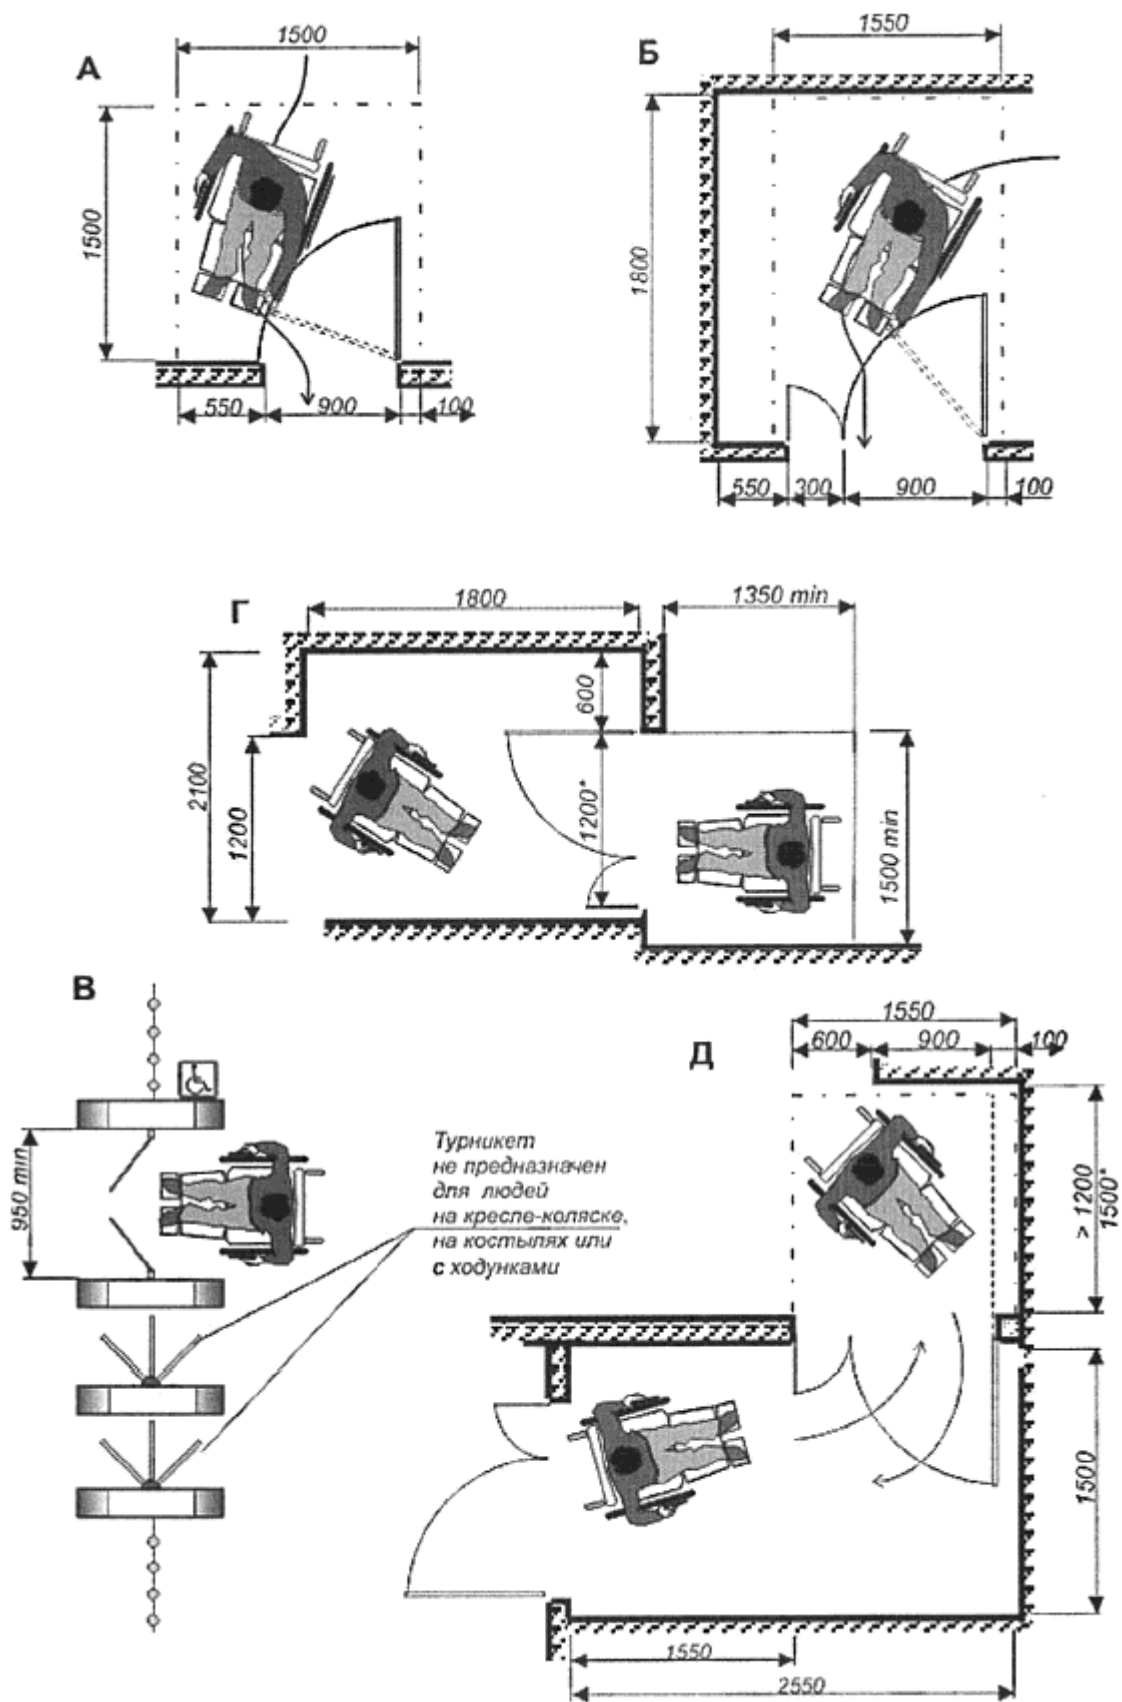 А
1500
1500
550
900
100
Б
1550
1800
550
300
900
100
Г
1800
1350 min
2100
1200
600
1200*
1500 min
В
950 min
Турникет
не предназначен
для людей
на кресле-коляске,
на костылях или
с ходунками
Д
1550
600
900
100
> 1200
1500*
1500
1550
2550